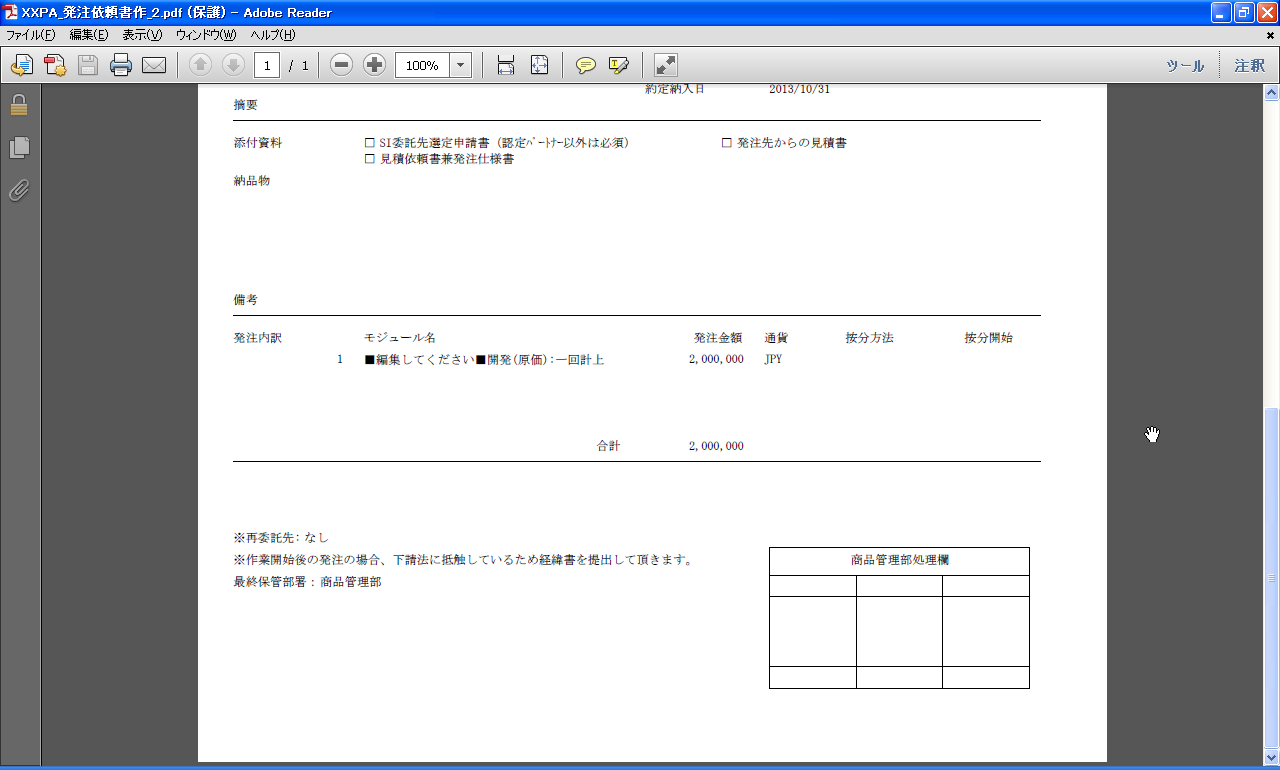 XXPA_発注依頼書作_2.pdf (保護) - Adobe Reader
ファイル(F) 編集(E) 表示(V) ウィンドウ(W) ヘルプ(H)
1 / 1 100% ツール 注釈
約定納入日 2013/10/31
摘要
添付資料 □ SI委託先選定申請書 (認定ﾊﾟｰﾄﾅｰ以外は必須) □ 発注先からの見積書
□ 見積依頼書兼発注仕様書
納品物
備考
発注内訳 モジュール名 発注金額 通貨 按分方法 按分開始
1 ■編集してください■開発(原価):一回計上 2,000,000 JPY
合計 2,000,000
※再委託先: なし
※作業開始後の発注の場合、下請法に抵触しているため経緯書を提出して頂きます。
商品管理部処理欄
最終保管部署 : 商品管理部